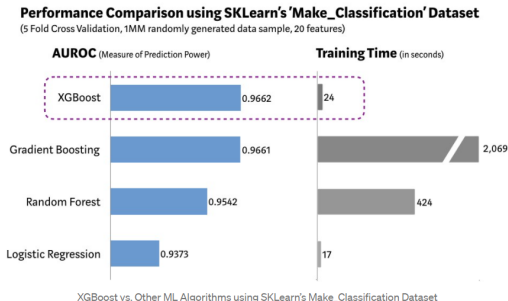 Performance Comparison using SKLearn's 'Make_Classification' Dataset
(5 Fold Cross Validation, 1MM randomly generated data sample, 20 features)
AUROC (Measure of Prediction Power) Training Time (in seconds)
XGBoost 0.9662 24
Gradient Boosting 0.9661 2,069
Random Forest 0.9542 424
Logistic Regression 0.9373 17
XGBoost vs. Other ML Algorithms using SKLearn's Make_Classification Dataset